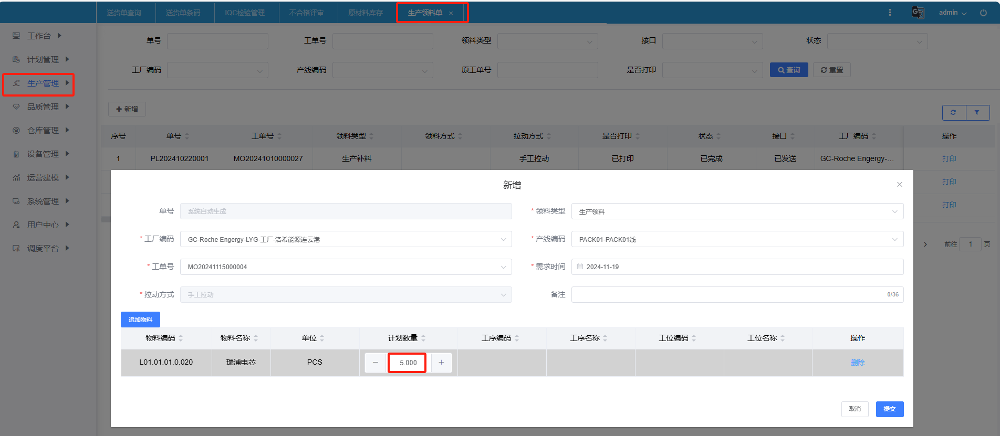 送货单查询 送货单条码 IQC检验管理 不合格评审 原材料库存 生产领料单 × admin
工作台
计划管理
生产管理
品质管理
仓库管理
设备管理
运营建模
系统管理
用户中心
调度平台
单号 工单号 领料类型 接口 状态
工厂编码 产线编码 原工单号 是否打印 查询 重置
+ 新增
序号 单号 工单号 领料类型 领料方式 拉动方式 是否打印 状态 接口 工厂编码 操作
1 PL202410220001 MO20241010000027 生产补料 手工拉动 已打印 已完成 已发送 GC-Roche Engergy-... 打印
打印
打印
前往 1 页
新增
单号 系统自动生成 * 领料类型 生产领料
* 工厂编码 GC-Roche Engergy-LYG-工厂-洛希能源连云港 * 产线编码 PACK01-PACK01线
* 工单号 MO20241115000004 * 需求时间 2024-11-19
* 拉动方式 手工拉动 备注 0/36
追加物料
物料编码 物料名称 单位 计划数量 工序编码 工序名称 工位编码 工位名称 操作
L01.01.01.0.020 瑞浦电芯 PCS − 5.000 + 删除
取消 提交